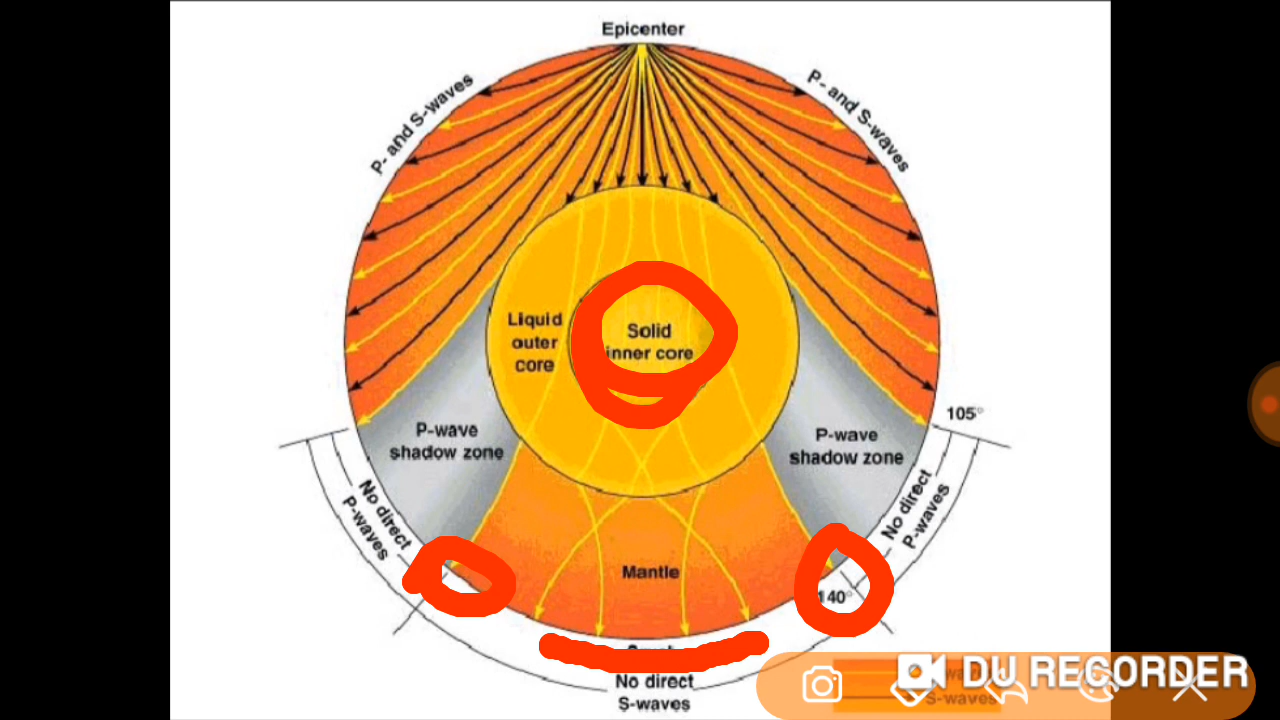 Epicenter
P- and S-waves
P- and S-waves
Liquid
outer
core
Solid
inner core
P-wave
shadow zone
P-wave
shadow zone
105°
No direct
P-waves
No direct
P-waves
Mantle
140°
No direct
S-waves
DU RECORDER
S-waves